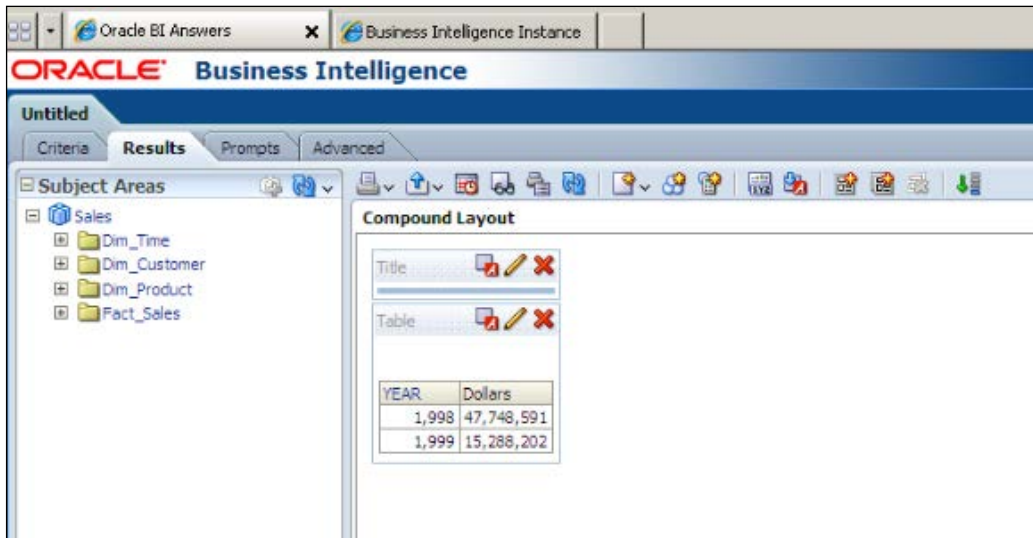 Oracle BI Answers
Business Intelligence Instance
ORACLE Business Intelligence
Untitled
Criteria Results Prompts Advanced
Subject Areas
Sales
Dim_Time
Dim_Customer
Dim_Product
Fact_Sales
Compound Layout
Title
Table
YEAR Dollars
1,998 47,748,591
1,999 15,288,202